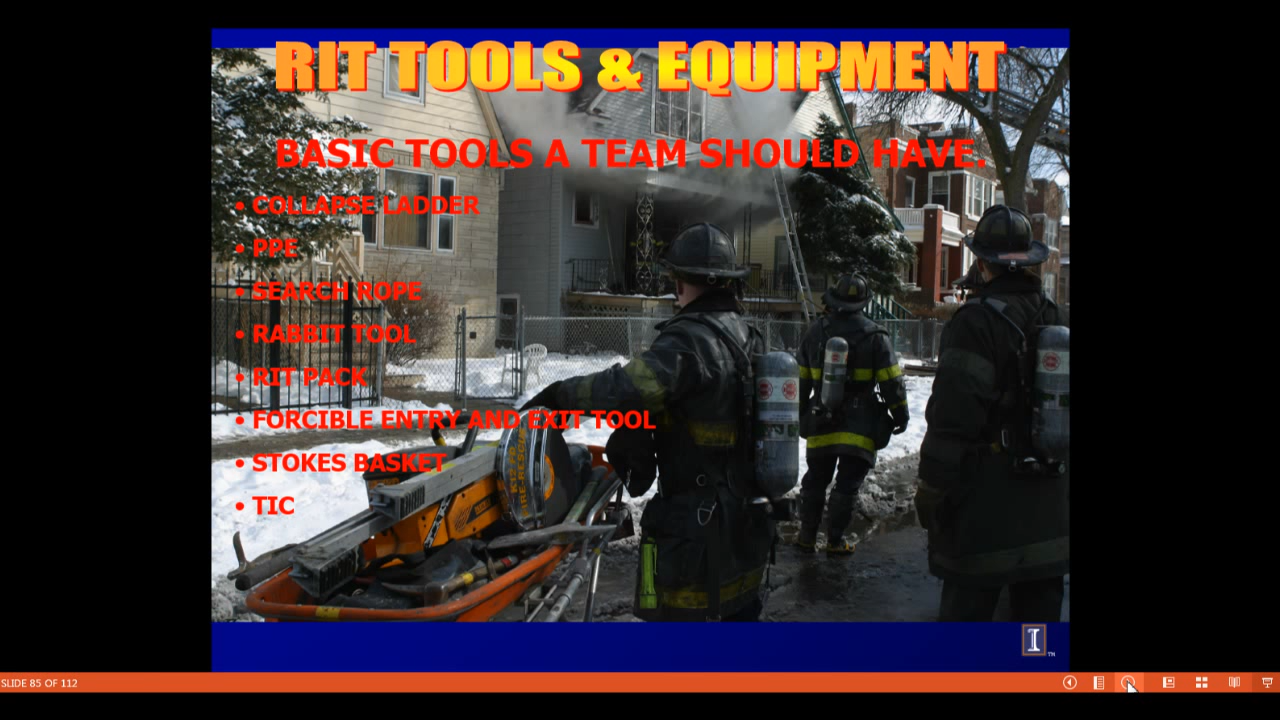 RIT TOOLS & EQUIPMENT
BASIC TOOLS A TEAM SHOULD HAVE.
• COLLAPSE LADDER
• PPE
• SEARCH ROPE
• RABBIT TOOL
• RIT PACK
• FORCIBLE ENTRY AND EXIT TOOL
• STOKES BASKET
• TIC
I
TM
SLIDE 85 OF 112